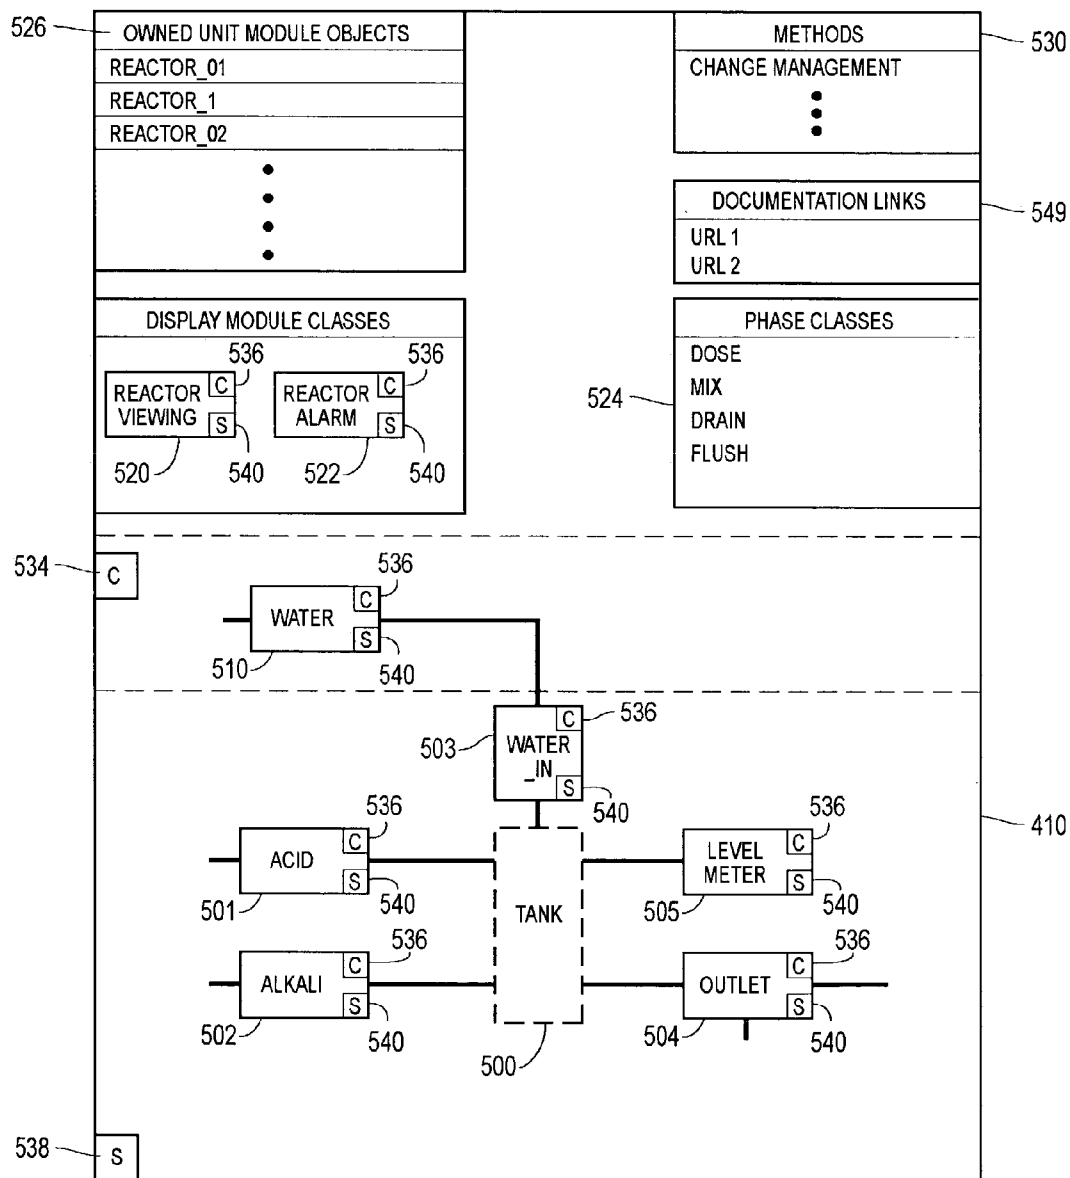 526
OWNED UNIT MODULE OBJECTS
REACTOR_01
REACTOR_1
REACTOR_02
METHODS
530
CHANGE MANAGEMENT
DOCUMENTATION LINKS
549
URL 1
URL 2
DISPLAY MODULE CLASSES
536
536
REACTOR
VIEWING
C
S
REACTOR
ALARM
C
S
520
540
522
540
PHASE CLASSES
524
DOSE
MIX
DRAIN
FLUSH
534
C
536
WATER
C
S
510
540
503
WATER
_IN
C
S
536
540
410
536
ACID
C
S
501
540
TANK
536
LEVEL
METER
C
S
505
540
536
ALKALI
C
S
502
540
500
536
OUTLET
C
S
504
540
538
S